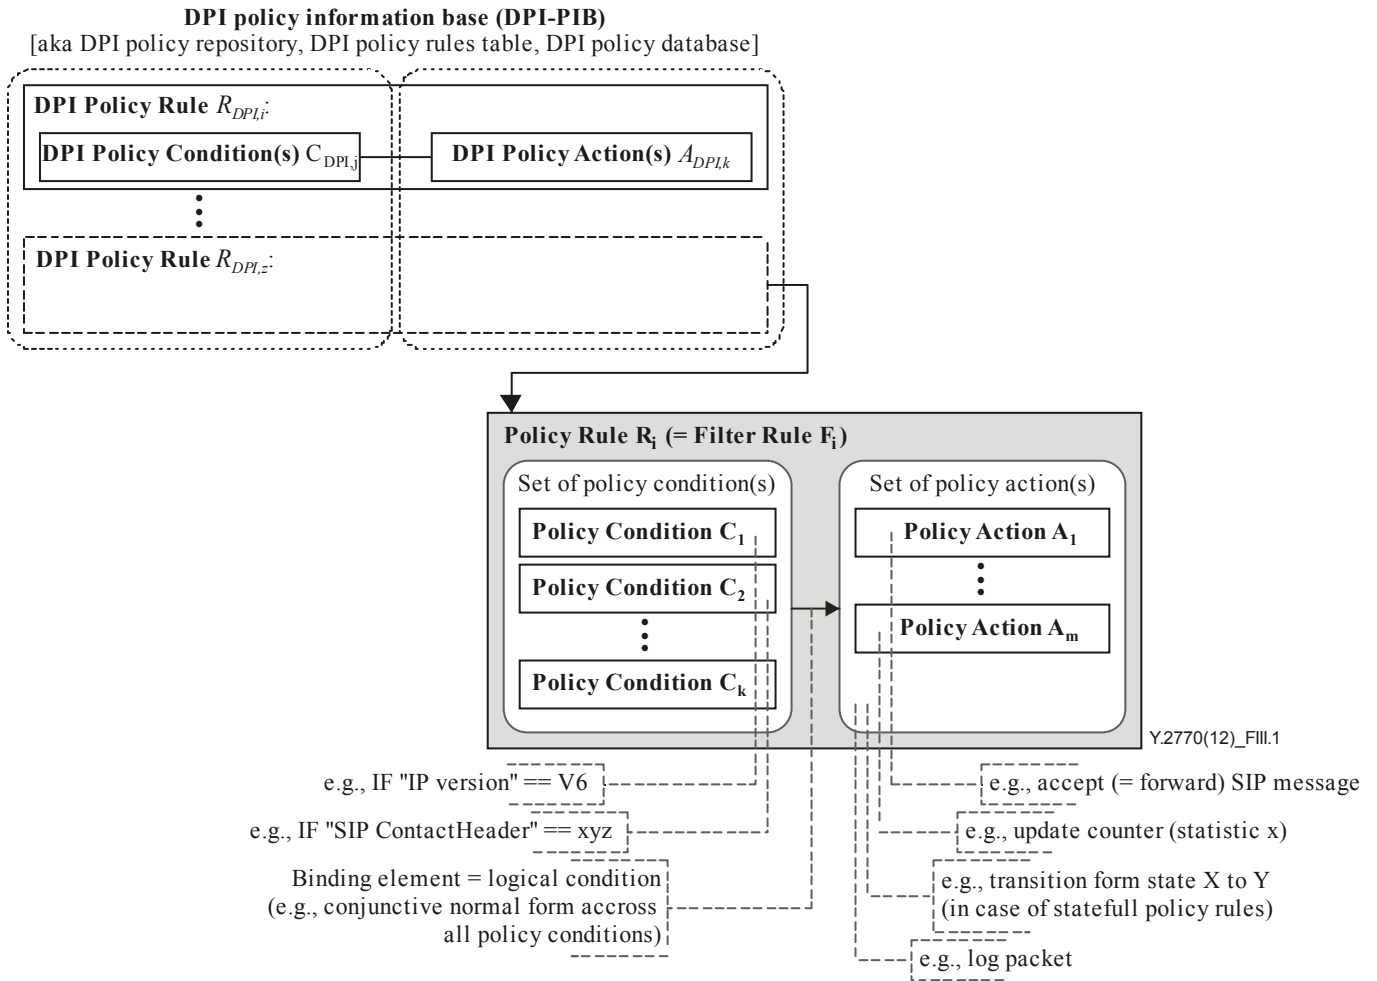 DPI policy information base (DPI-PIB)
[aka DPI policy repository, DPI policy rules table, DPI policy database]
DPI Policy Rule R_DPI,i:
DPI Policy Condition(s) C_DPI,j
DPI Policy Action(s) A_DPI,k
DPI Policy Rule R_DPI,z:
Policy Rule R_i (= Filter Rule F_i)
Set of policy condition(s)
Set of policy action(s)
Policy Condition C_1
Policy Action A_1
Policy Condition C_2
Policy Action A_m
Policy Condition C_k
Y.2770(12)_FIII.1
e.g., IF "IP version" == V6
e.g., accept (= forward) SIP message
e.g., IF "SIP ContactHeader" == xyz
e.g., update counter (statistic x)
Binding element = logical condition
(e.g., conjunctive normal form accross
all policy conditions)
e.g., transition form state X to Y
(in case of statefull policy rules)
e.g., log packet